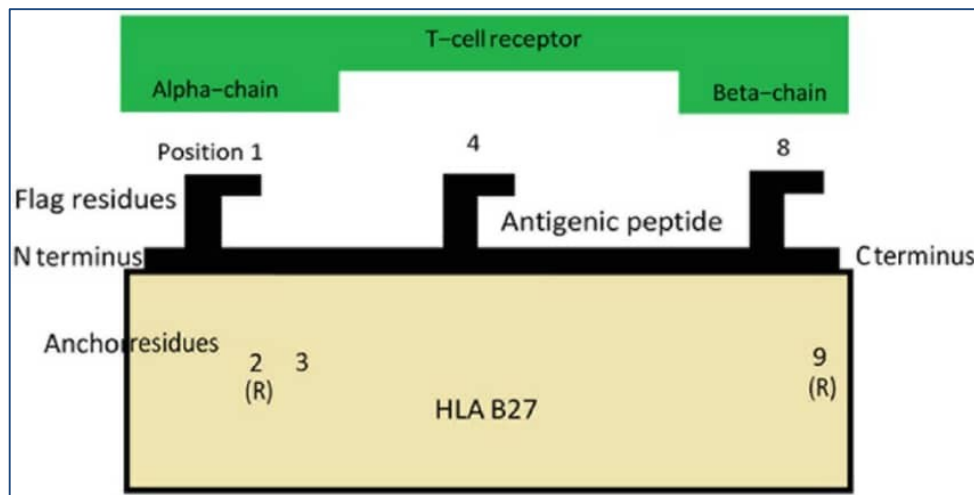 T-cell receptor
Alpha-chain
Beta-chain
Position 1
4
8
Flag residues
Antigenic peptide
N terminus
C terminus
Anchor residues
2
3
9
(R)
(R)
HLA B27